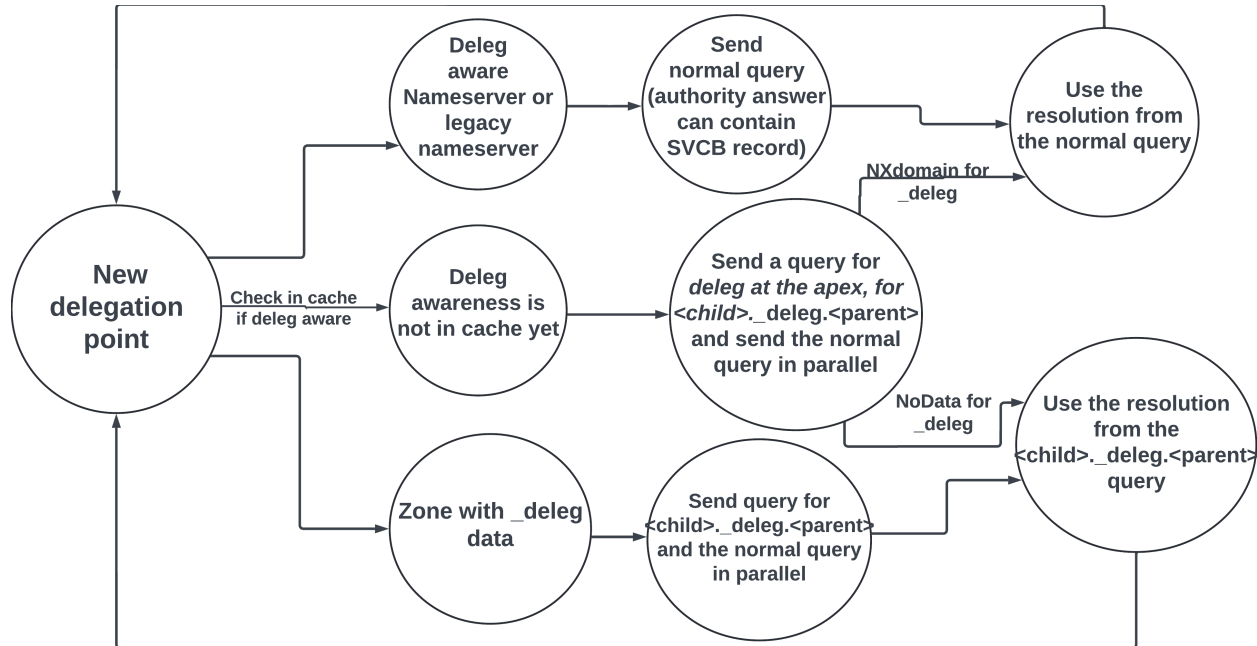 Deleg
aware
Nameserver or
legacy
nameserver
Send
normal query
(authority answer
can contain
SVCB record)
Use the
resolution from
the normal query
NXdomain for
_deleg
New
delegation
point
Check in cache
if deleg aware
Deleg
awareness is
not in cache yet
Send a query for
deleg at the apex, for
<child>._deleg.<parent>
and send the normal
query in parallel
NoData for
_deleg
Use the resolution
from the
<child>._deleg.<parent>
query
Zone with _deleg
data
Send query for
<child>._deleg.<parent>
and the normal query
in parallel